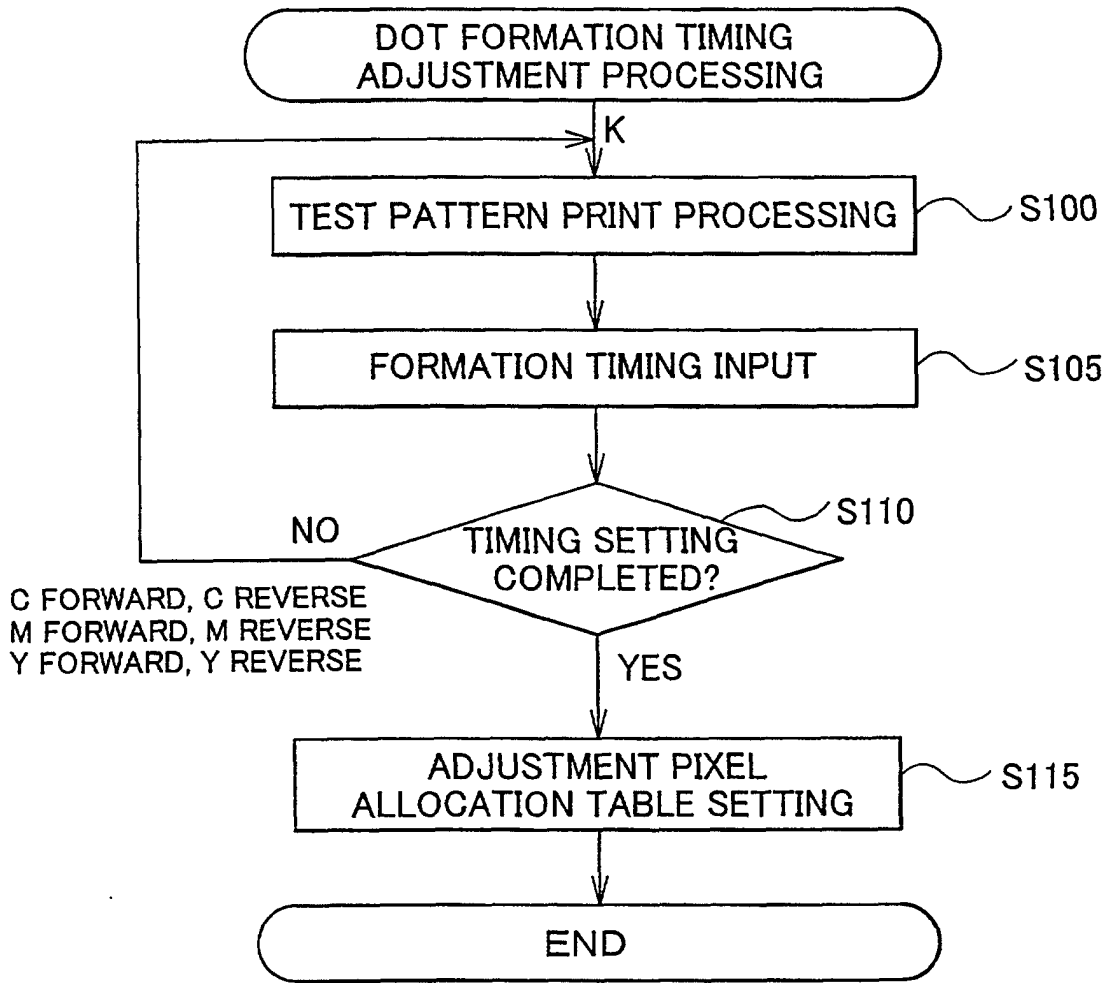 DOT FORMATION TIMING
ADJUSTMENT PROCESSING
K
TEST PATTERN PRINT PROCESSING
S100
FORMATION TIMING INPUT
S105
S110
NO
TIMING SETTING
COMPLETED?
C FORWARD, C REVERSE
M FORWARD, M REVERSE
Y FORWARD, Y REVERSE
YES
ADJUSTMENT PIXEL
ALLOCATION TABLE SETTING
S115
END